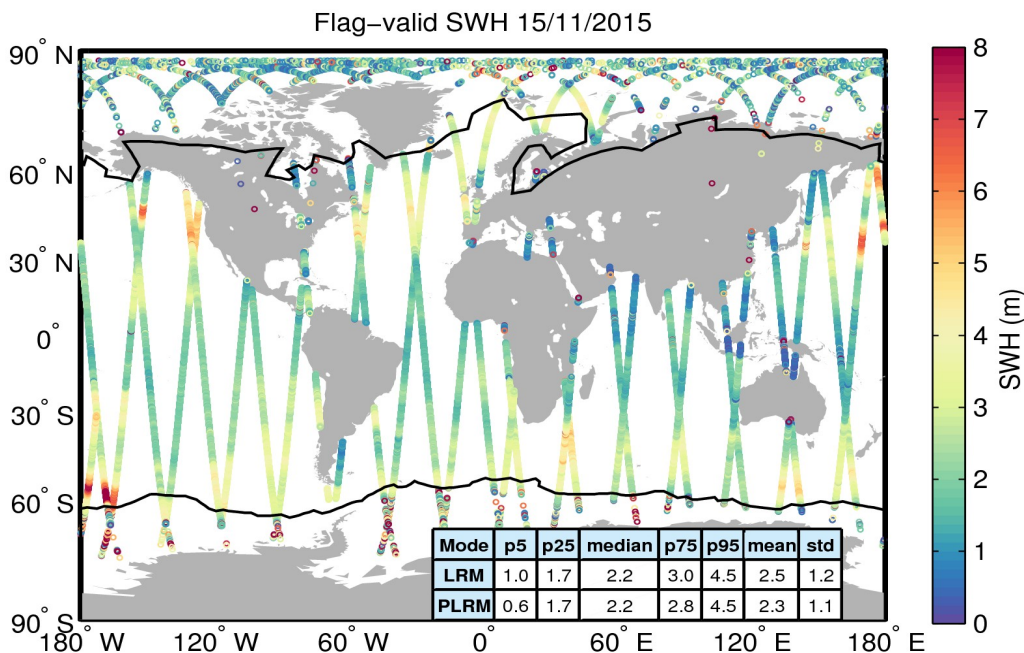 Flag−valid SWH 15/11/2015
90° N
60° N
30° N
0°
30° S
60° S
90° S
180° W
120° W
60° W
0°
60° E
120° E
180° E
8
7
6
5
4
3
2
1
0
SWH (m)
Mode p5 p25 median p75 p95 mean std
LRM 1.0 1.7 2.2 3.0 4.5 2.5 1.2
PLRM 0.6 1.7 2.2 2.8 4.5 2.3 1.1